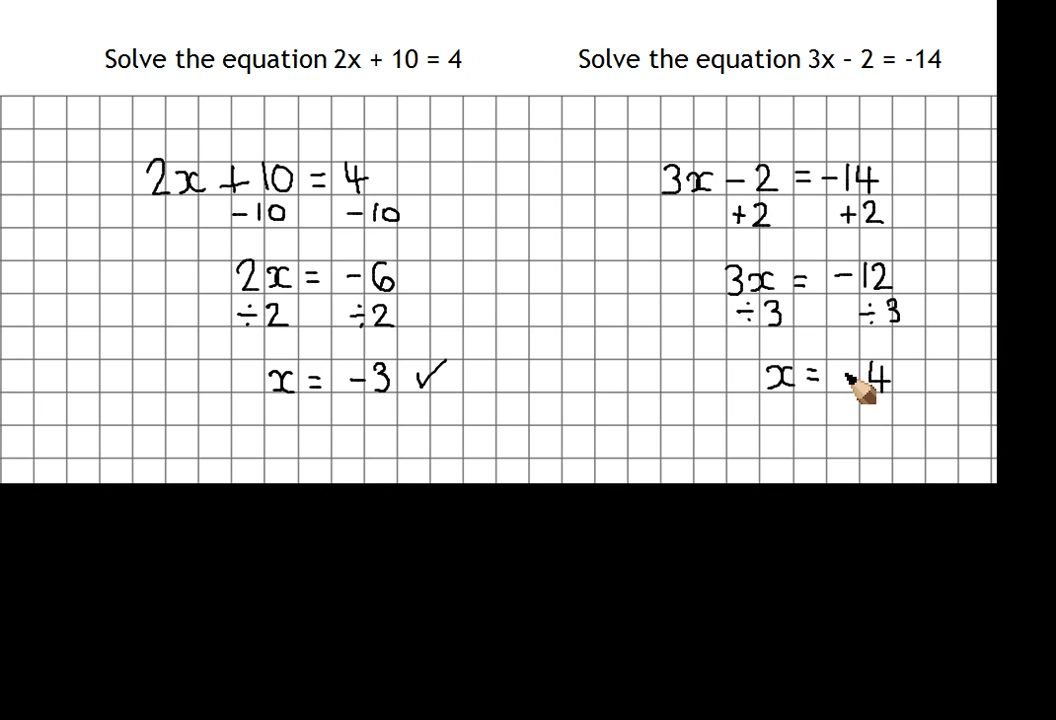 Solve the equation 2x + 10 = 4
2x + 10 = 4
-10 -10
2x = -6
÷2 ÷2
x = -3 ✓
Solve the equation 3x - 2 = -14
3x - 2 = -14
+2 +2
3x = -12
÷3 ÷3
x = -4